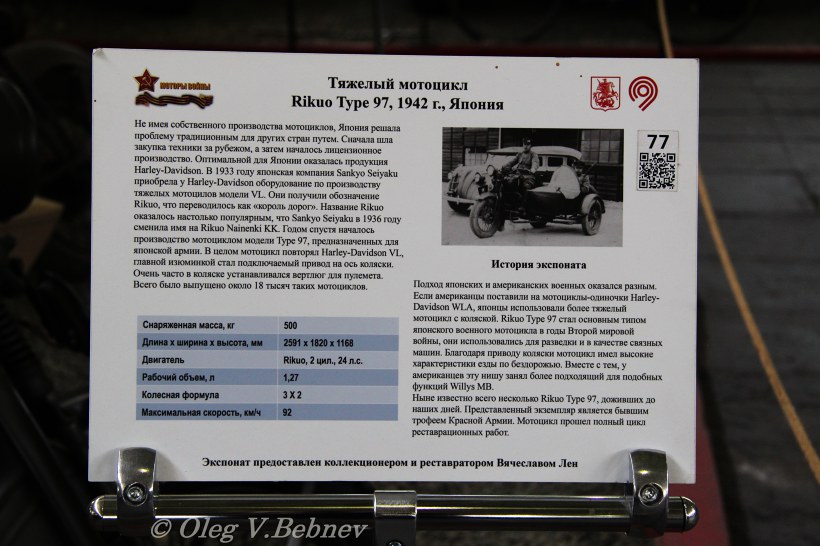 МОТОРЫ ВОЙНЫ
Тяжелый мотоцикл
Rikuo Type 97, 1942 г., Япония
Не имея собственного производства мотоциклов, Япония решала
проблему традиционным для других стран путем. Сначала шла
закупка техники за рубежом, а затем началось лицензионное
производство. Оптимальной для Японии оказалась продукция
Harley-Davidson. В 1933 году японская компания Sankyo Seiyaku
приобрела у Harley-Davidson оборудование по производству
тяжелых мотоцилов модели VL. Они получили обозначение
Rikuo, что переводилось как «король дорог». Название Rikuo
оказалось настолько популярным, что Sankyo Seiyaku в 1936 году
сменила имя на Rikuo Nainenki KK. Годом спустя началось
производство мотоциклом модели Type 97, предназначенных для
японской армии. В целом мотоцикл повторял Harley-Davidson VL,
главной изюминкой стал подключаемый привод на ось коляски.
Очень часто в коляске устанавливался вертлюг для пулемета.
Всего было выпущено около 18 тысяч таких мотоциклов.
Снаряженная масса, кг 500
Длина х ширина х высота, мм 2591 х 1820 х 1168
Двигатель Rikuo, 2 цил., 24 л.с.
Рабочий объем, л 1,27
Колесная формула 3 Х 2
Максимальная скорость, км/ч 92
77
История экспоната
Подход японских и американских военных оказался разным.
Если американцы поставили на мотоциклы-одиночки Harley-
Davidson WLA, японцы использовали более тяжелый
мотоцикл с коляской. Rikuo Type 97 стал основным типом
японского военного мотоцикла в годы Второй мировой
войны, они использовались для разведки и в качестве связных
машин. Благодаря приводу коляски мотоцикл имел высокие
характеристики езды по бездорожью. Вместе с тем, у
американцев эту нишу занял более подходящий для подобных
функций Willys MB.
Ныне известно всего несколько Rikuo Type 97, доживших до
наших дней. Представленный экземпляр является бывшим
трофеем Красной Армии. Мотоцикл прошел полный цикл
реставрационных работ.
Экспонат предоставлен коллекционером и реставратором Вячеславом Лен
© Oleg V.Bebnev